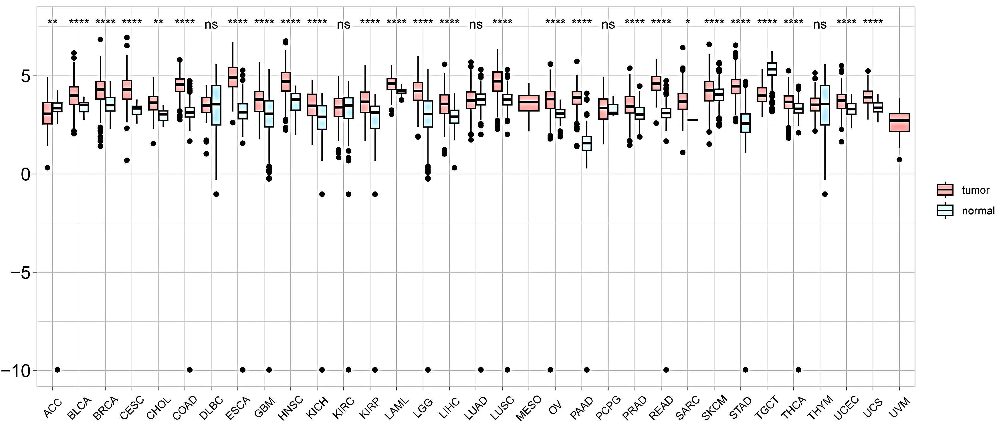 ** **** **** **** ** **** ns **** **** **** **** ns **** **** **** **** ns **** **** **** ns **** **** * **** **** **** **** ns **** ****
5
0
−5
−10
tumor
normal
ACC BLCA BRCA CESC CHOL COAD DLBC ESCA GBM HNSC KICH KIRC KIRP LAML LGG LIHC LUAD LUSC MESO OV PAAD PCPG PRAD READ SARC SKCM STAD TGCT THCA THYM UCEC UCS UVM